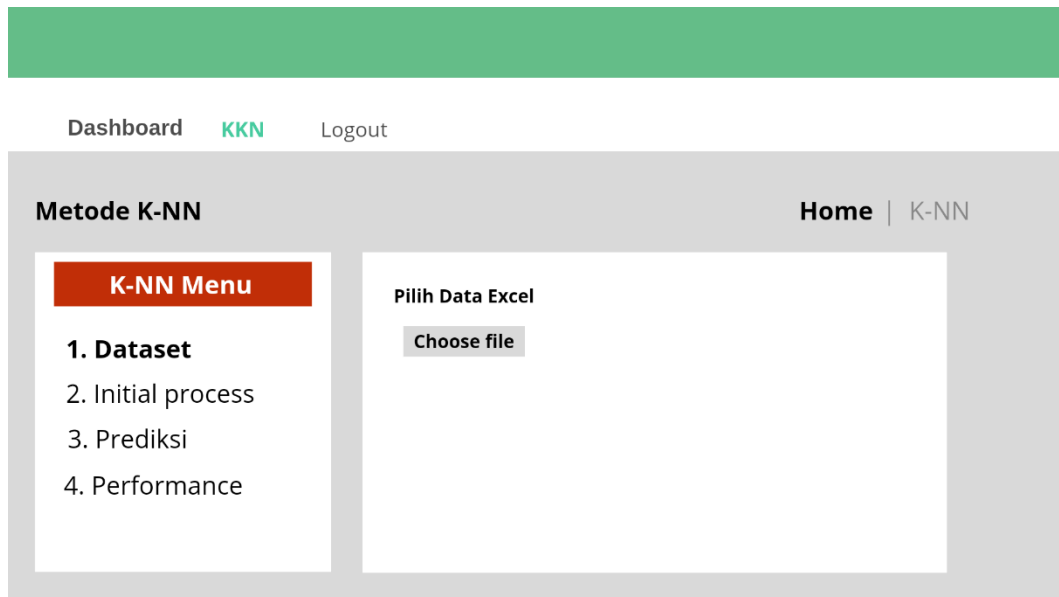 Dashboard KKN Logout
Metode K-NN
Home | K-NN
K-NN Menu
1. Dataset
2. Initial process
3. Prediksi
4. Performance
Pilih Data Excel
Choose file